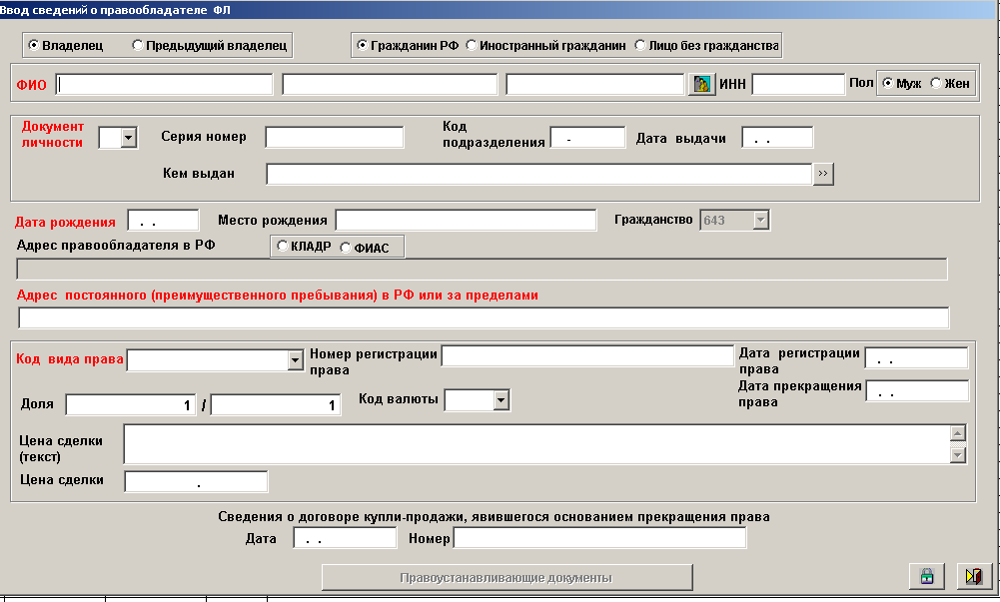 Ввод сведений о правообладателе ФЛ
Владелец Предыдущий владелец Гражданин РФ Иностранный гражданин Лицо без гражданства
ФИО ИНН Пол Муж Жен
Документ личности Серия номер Код подразделения - Дата выдачи . .
Кем выдан >>
Дата рождения . . Место рождения Гражданство 643
Адрес правообладателя в РФ КЛАДР ФИАС
Адрес постоянного (преимущественного пребывания) в РФ или за пределами
Код вида права Номер регистрации права Дата регистрации права . .
Дата прекращения права . .
Доля 1 / 1 Код валюты
Цена сделки (текст)
Цена сделки .
Сведения о договоре купли-продажи, явившегося основанием прекращения права
Дата . . Номер
Правоустанавливающие документы